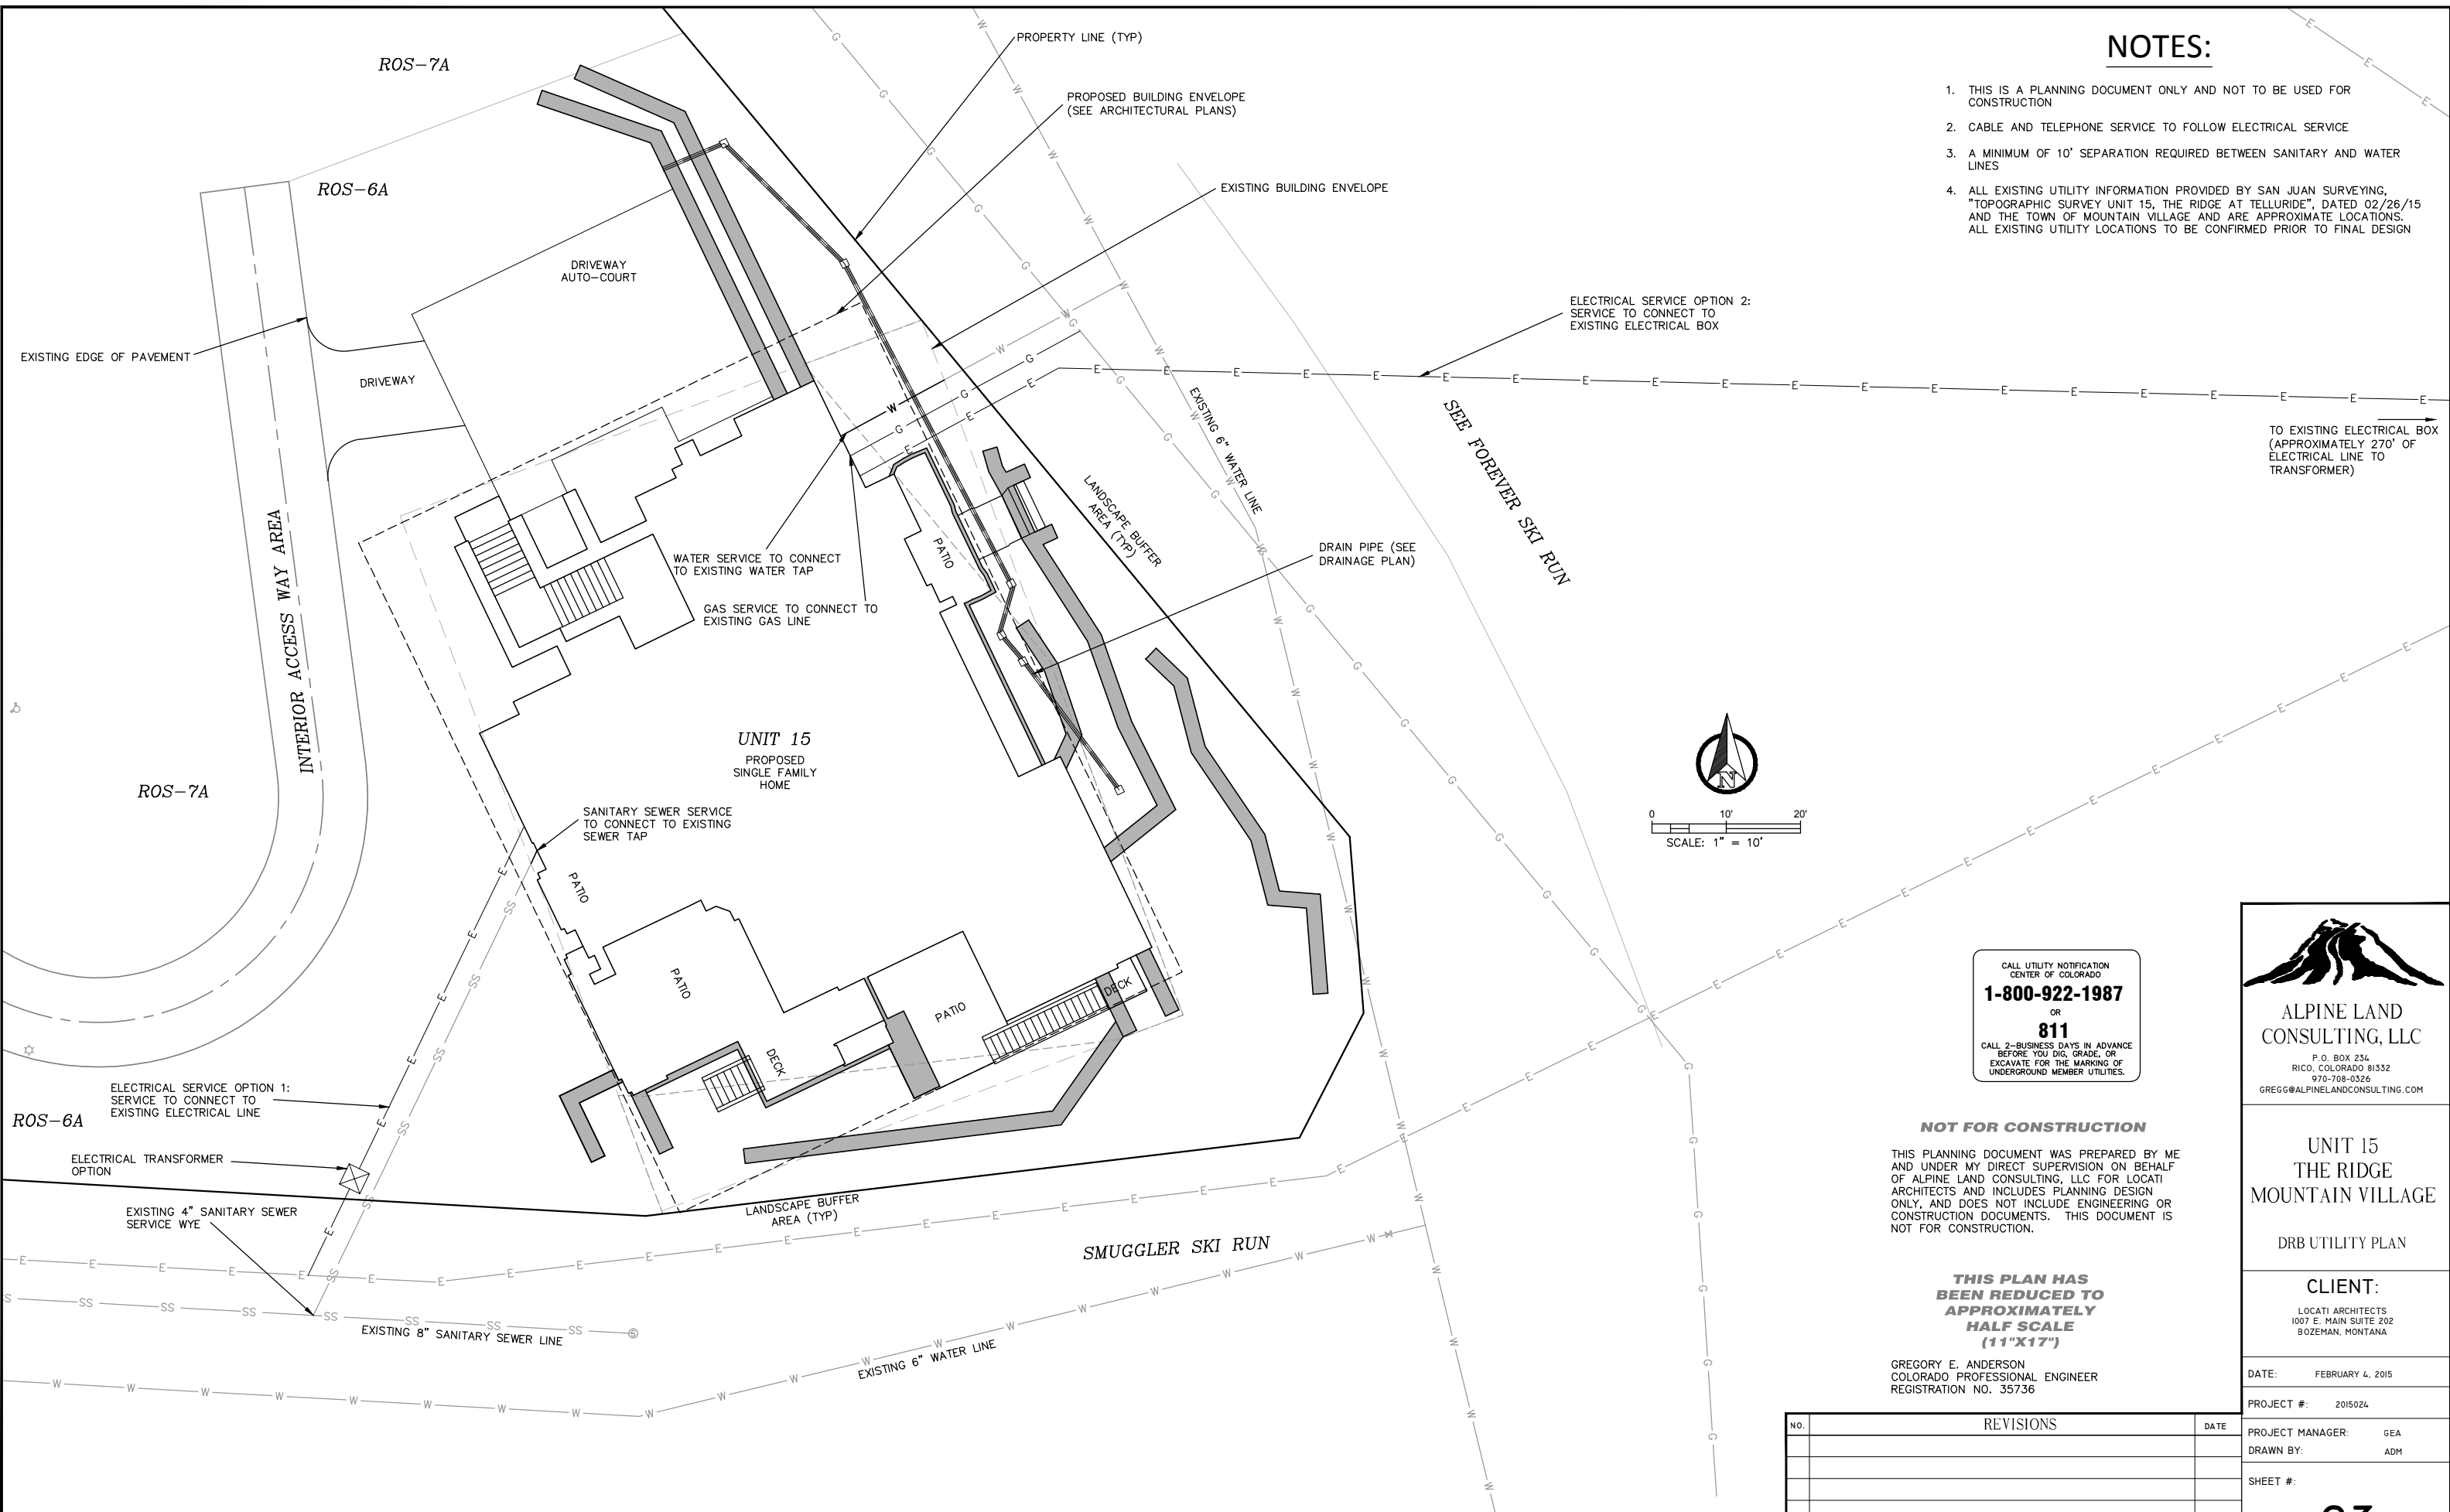 ROS-7A
PROPERTY LINE (TYP)
NOTES:
1. THIS IS A PLANNING DOCUMENT ONLY AND NOT TO BE USED FOR
CONSTRUCTION
2. CABLE AND TELEPHONE SERVICE TO FOLLOW ELECTRICAL SERVICE
3. A MINIMUM OF 10' SEPARATION REQUIRED BETWEEN SANITARY AND WATER
LINES
4. ALL EXISTING UTILITY INFORMATION PROVIDED BY SAN JUAN SURVEYING,
"TOPOGRAPHIC SURVEY UNIT 15, THE RIDGE AT TELLURIDE", DATED 02/26/15
AND THE TOWN OF MOUNTAIN VILLAGE AND ARE APPROXIMATE LOCATIONS.
ALL EXISTING UTILITY LOCATIONS TO BE CONFIRMED PRIOR TO FINAL DESIGN
PROPOSED BUILDING ENVELOPE
(SEE ARCHITECTURAL PLANS)
ROS-6A
EXISTING BUILDING ENVELOPE
DRIVEWAY
AUTO-COURT
ELECTRICAL SERVICE OPTION 2:
SERVICE TO CONNECT TO
EXISTING ELECTRICAL BOX
EXISTING EDGE OF PAVEMENT
DRIVEWAY
TO EXISTING ELECTRICAL BOX
(APPROXIMATELY 270' OF
ELECTRICAL LINE TO
TRANSFORMER)
EXISTING 6" WATER LINE
SEE FOREVER SKI RUN
LANDSCAPE BUFFER
AREA (TYP)
INTERIOR ACCESS WAY AREA
PATIO
WATER SERVICE TO CONNECT
TO EXISTING WATER TAP
DRAIN PIPE (SEE
DRAINAGE PLAN)
GAS SERVICE TO CONNECT TO
EXISTING GAS LINE
UNIT 15
PROPOSED
SINGLE FAMILY
HOME
ROS-7A
SANITARY SEWER SERVICE
TO CONNECT TO EXISTING
SEWER TAP
N
0 10' 20'
SCALE: 1" = 10'
PATIO
PATIO
PATIO
DECK
DECK
ELECTRICAL SERVICE OPTION 1:
SERVICE TO CONNECT TO
EXISTING ELECTRICAL LINE
ROS-6A
ELECTRICAL TRANSFORMER
OPTION
EXISTING 4" SANITARY SEWER
SERVICE WYE
LANDSCAPE BUFFER
AREA (TYP)
SMUGGLER SKI RUN
EXISTING 8" SANITARY SEWER LINE
EXISTING 6" WATER LINE
CALL UTILITY NOTIFICATION
CENTER OF COLORADO
1-800-922-1987
OR
811
CALL 2-BUSINESS DAYS IN ADVANCE
BEFORE YOU DIG, GRADE, OR
EXCAVATE FOR THE MARKING OF
UNDERGROUND MEMBER UTILITIES.
NOT FOR CONSTRUCTION
THIS PLANNING DOCUMENT WAS PREPARED BY ME
AND UNDER MY DIRECT SUPERVISION ON BEHALF
OF ALPINE LAND CONSULTING, LLC FOR LOCATI
ARCHITECTS AND INCLUDES PLANNING DESIGN
ONLY, AND DOES NOT INCLUDE ENGINEERING OR
CONSTRUCTION DOCUMENTS. THIS DOCUMENT IS
NOT FOR CONSTRUCTION.
THIS PLAN HAS
BEEN REDUCED TO
APPROXIMATELY
HALF SCALE
(11"X17")
GREGORY E. ANDERSON
COLORADO PROFESSIONAL ENGINEER
REGISTRATION NO. 35736
NO. REVISIONS DATE
ALPINE LAND
CONSULTING, LLC
P.O. BOX 234
RICO, COLORADO 81332
970-708-0326
GREGG@ALPINELANDCONSULTING.COM
UNIT 15
THE RIDGE
MOUNTAIN VILLAGE
DRB UTILITY PLAN
CLIENT:
LOCATI ARCHITECTS
1007 E. MAIN SUITE 202
BOZEMAN, MONTANA
DATE: FEBRUARY 4, 2015
PROJECT #: 2015024
PROJECT MANAGER: GEA
DRAWN BY: ADM
SHEET #: